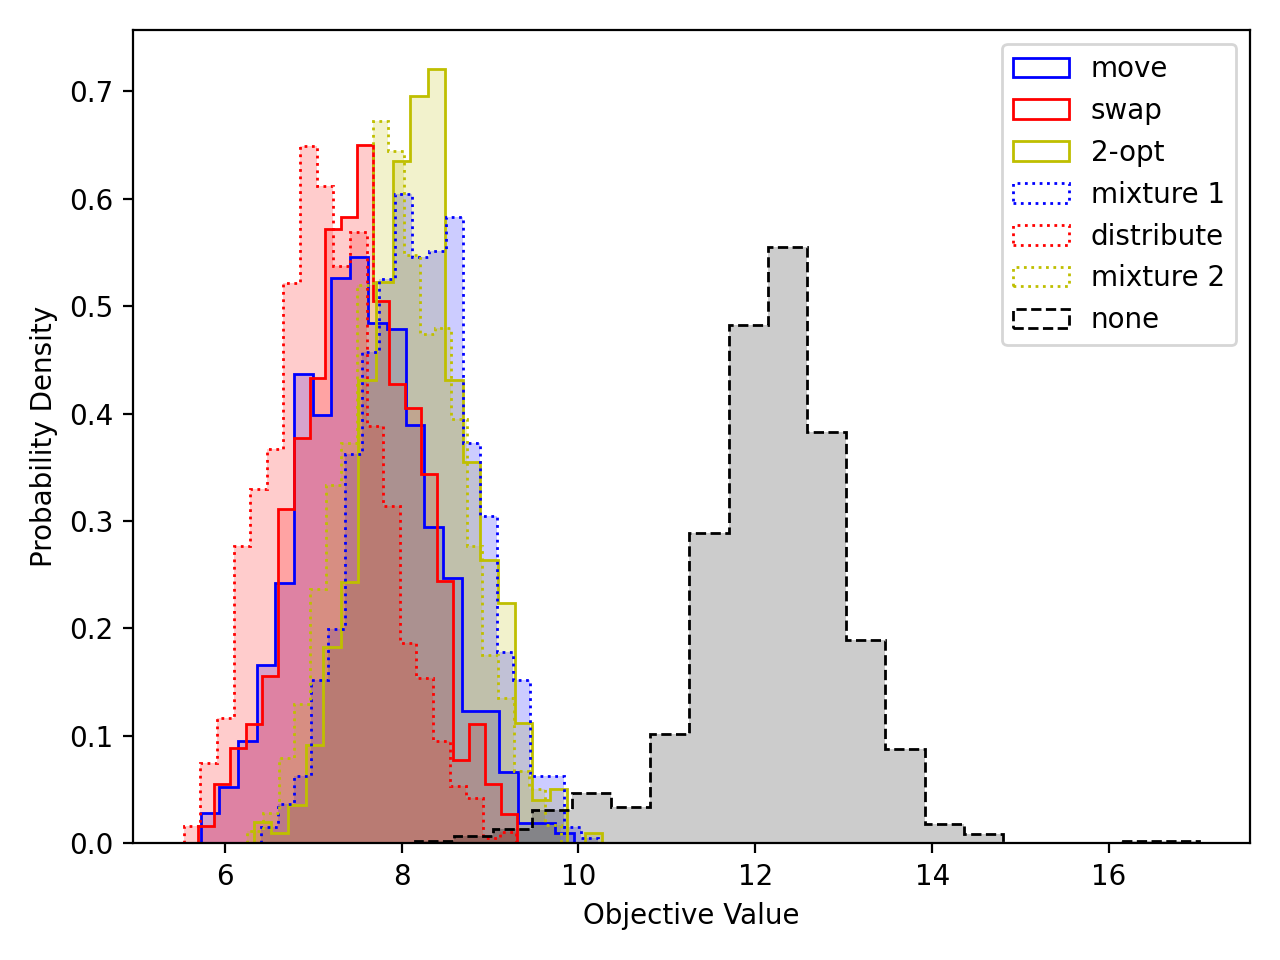 move
swap
2-opt
mixture 1
distribute
mixture 2
none
Probability Density
0.7
0.6
0.5
0.4
0.3
0.2
0.1
0.0
6 8 10 12 14 16
Objective Value